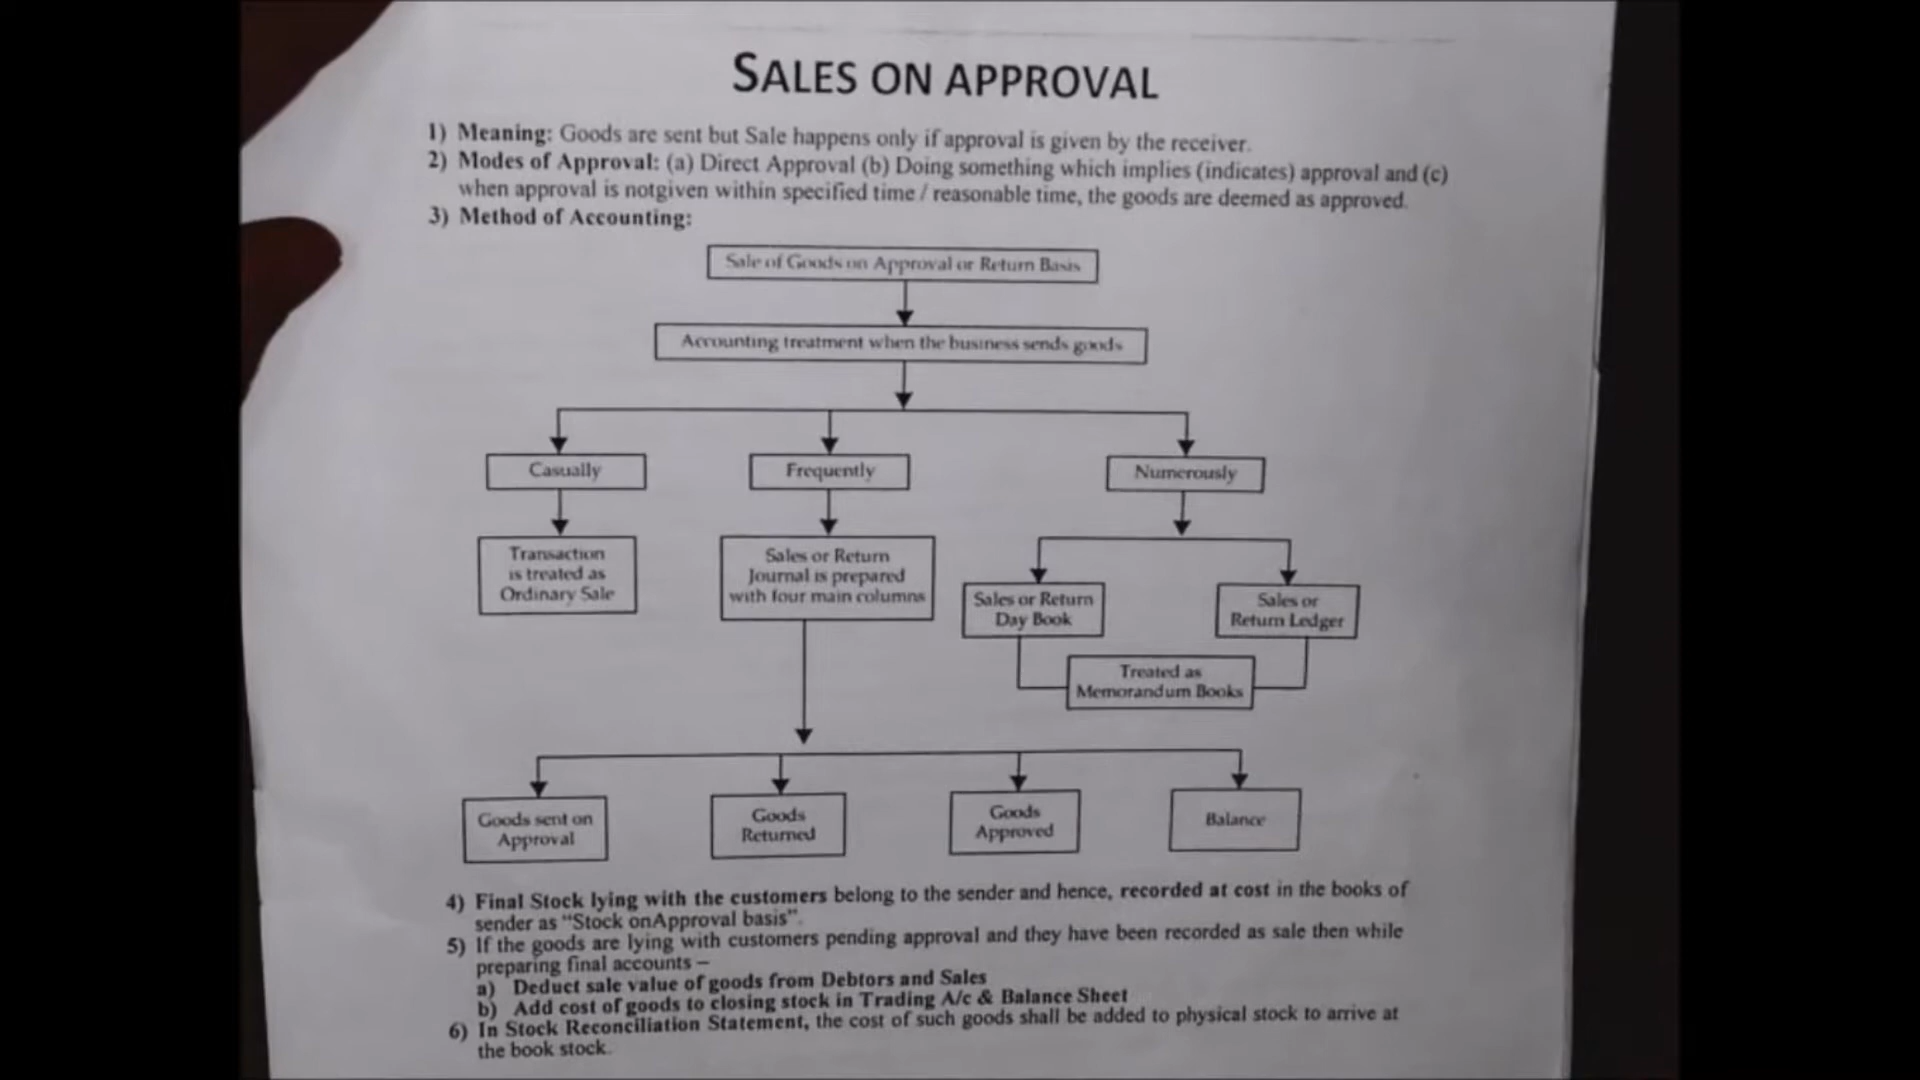 SALES ON APPROVAL
1) Meaning: Goods are sent but Sale happens only if approval is given by the receiver.
2) Modes of Approval: (a) Direct Approval (b) Doing something which implies (indicates) approval and (c)
when approval is notgiven within specified time / reasonable time, the goods are deemed as approved.
3) Method of Accounting:
Sale of Goods on Approval or Return Basis
Accounting treatment when the business sends goods
Casually
Frequently
Numerously
Transaction
is treated as
Ordinary Sale
Sales or Return
Journal is prepared
with four main columns
Sales or Return
Day Book
Sales or
Return Ledger
Treated as
Memorandum Books
Goods sent on
Approval
Goods
Returned
Goods
Approved
Balance
4) Final Stock lying with the customers belong to the sender and hence, recorded at cost in the books of
sender as "Stock onApproval basis".
5) If the goods are lying with customers pending approval and they have been recorded as sale then while
preparing final accounts –
a) Deduct sale value of goods from Debtors and Sales
b) Add cost of goods to closing stock in Trading A/c & Balance Sheet
6) In Stock Reconciliation Statement, the cost of such goods shall be added to physical stock to arrive at
the book stock.